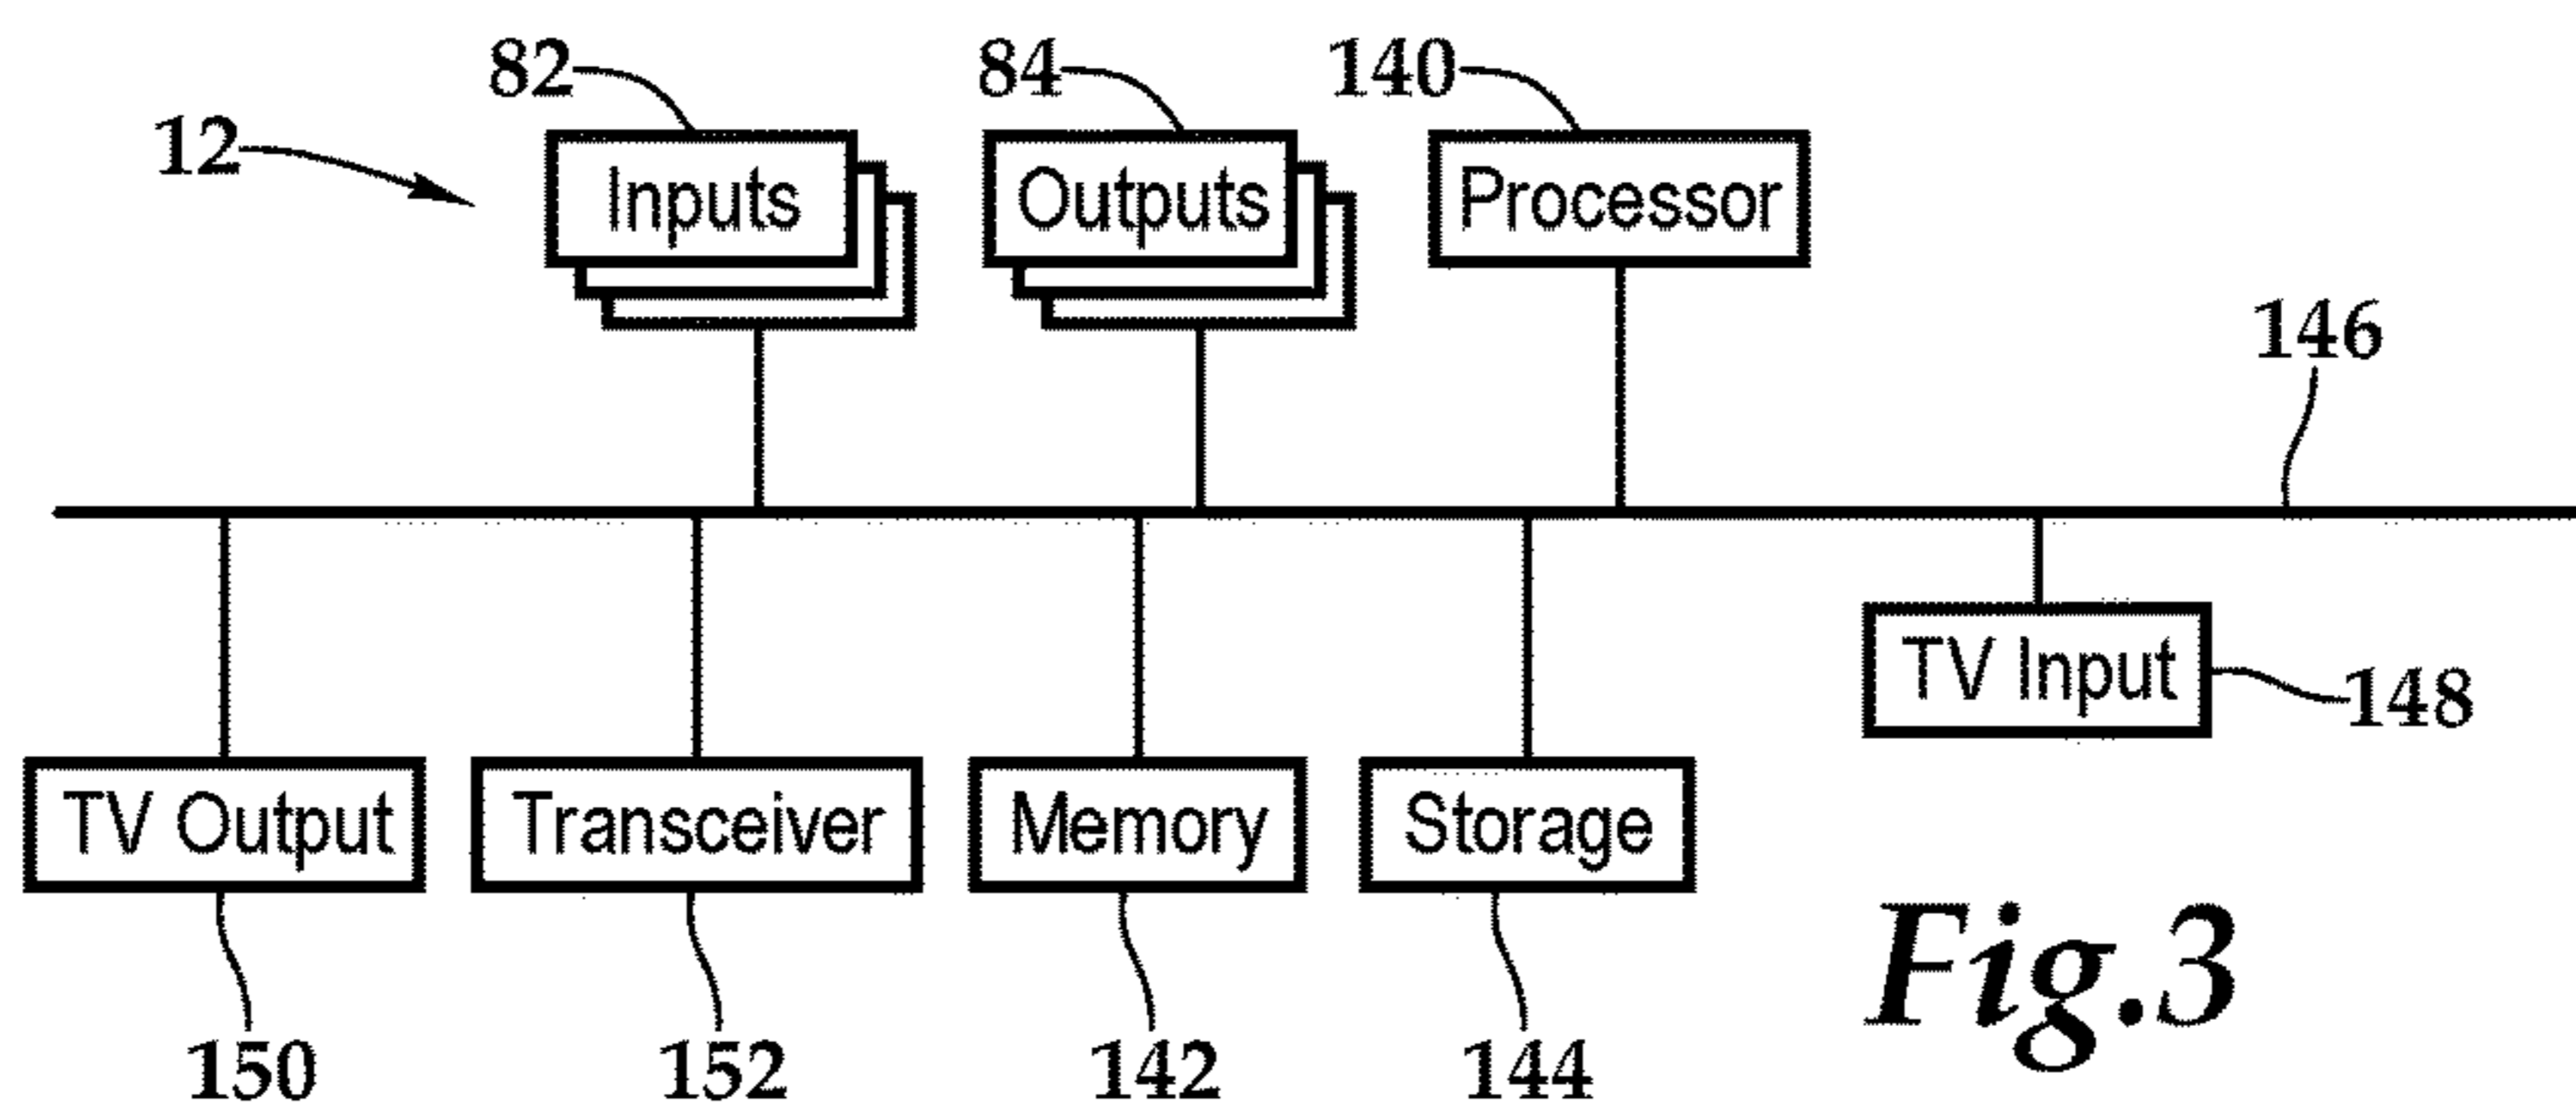 82 84 140
12
Inputs Outputs Processor
146
TV Input
148
TV Output Transceiver Memory Storage
Fig.3
150 152 142 144